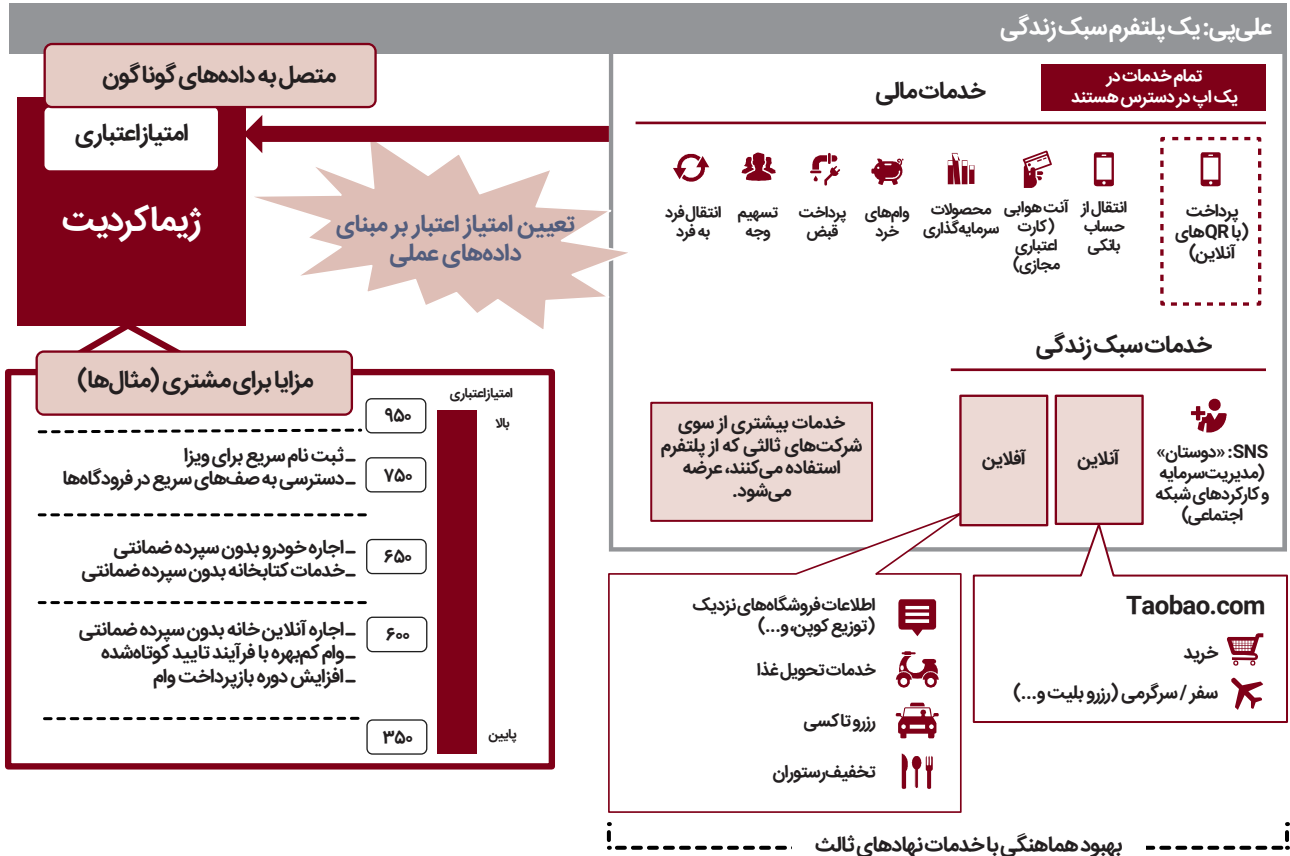 علی‌پی: یک پلتفرم سبک زندگی
تمام خدمات در
یک اپ در دسترس هستند
خدمات مالی
پرداخت
(با QRهای
آنلاین)
انتقال از
حساب
بانکی
آنت هوابی
(کارت
اعتباری
مجازی)
محصولات
سرمایه‌گذاری
وام‌های
خرد
پرداخت
قبض
تسهیم
وجه
انتقال فرد
به فرد
خدمات سبک زندگی
SNS: «دوستان»
(مدیریت سرمایه
و کارکردهای شبکه
اجتماعی)
آنلاین
آفلاین
خدمات بیشتری از سوی
شرکت‌های ثالثی که از پلتفرم
استفاده می‌کنند، عرضه
می‌شود.
Taobao.com
خرید
سفر / سرگرمی (رزرو بلیت و...)
اطلاعات فروشگاه‌های نزدیک
(توزیع کوپن، و...)
خدمات تحویل غذا
رزرو تاکسی
تخفیف رستوران
بهبود هماهنگی با خدمات نهادهای ثالث
تعیین امتیاز اعتبار بر مبنای
داده‌های عملی
متصل به داده‌های گوناگون
امتیاز اعتباری
ژیما کردیت
مزایا برای مشتری (مثال‌ها)
امتیاز اعتباری
بالا
۹۵۰
۷۵۰
ـ ثبت نام سریع برای ویزا
ـ دسترسی به صف‌های سریع در فرودگاه‌ها
۶۵۰
ـ اجاره خودرو بدون سپرده ضمانتی
ـ خدمات کتابخانه بدون سپرده ضمانتی
۶۰۰
ـ اجاره آنلاین خانه بدون سپرده ضمانتی
ـ وام کم‌بهره با فرآیند تایید کوتاه‌شده
ـ افزایش دوره بازپرداخت وام
۳۵۰
پایین